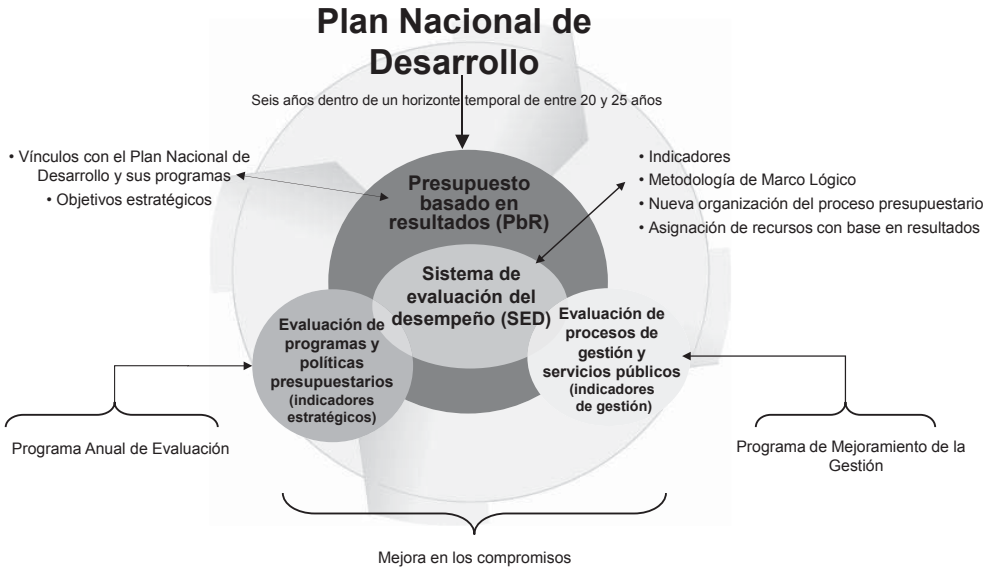 Plan Nacional de
Desarrollo
Seis años dentro de un horizonte temporal de entre 20 y 25 años
• Vínculos con el Plan Nacional de
Desarrollo y sus programas
• Objetivos estratégicos
Presupuesto
basado en
resultados (PbR)
• Indicadores
• Metodología de Marco Lógico
• Nueva organización del proceso presupuestario
• Asignación de recursos con base en resultados
Sistema de
evaluación del
desempeño (SED)
Evaluación de
programas y
políticas
presupuestarios
(indicadores
estratégicos)
Evaluación de
procesos de
gestión y
servicios públicos
(indicadores
de gestión)
Programa Anual de Evaluación
Programa de Mejoramiento de la
Gestión
Mejora en los compromisos